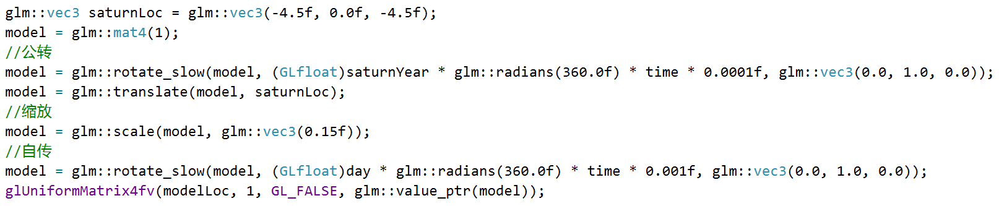 glm::vec3 saturnLoc = glm::vec3(-4.5f, 0.0f, -4.5f);
model = glm::mat4(1);
//公转
model = glm::rotate_slow(model, (GLfloat)saturnYear * glm::radians(360.0f) * time * 0.0001f, glm::vec3(0.0, 1.0, 0.0));
model = glm::translate(model, saturnLoc);
//缩放
model = glm::scale(model, glm::vec3(0.15f));
//自传
model = glm::rotate_slow(model, (GLfloat)day * glm::radians(360.0f) * time * 0.001f, glm::vec3(0.0, 1.0, 0.0));
glUniformMatrix4fv(modelLoc, 1, GL_FALSE, glm::value_ptr(model));